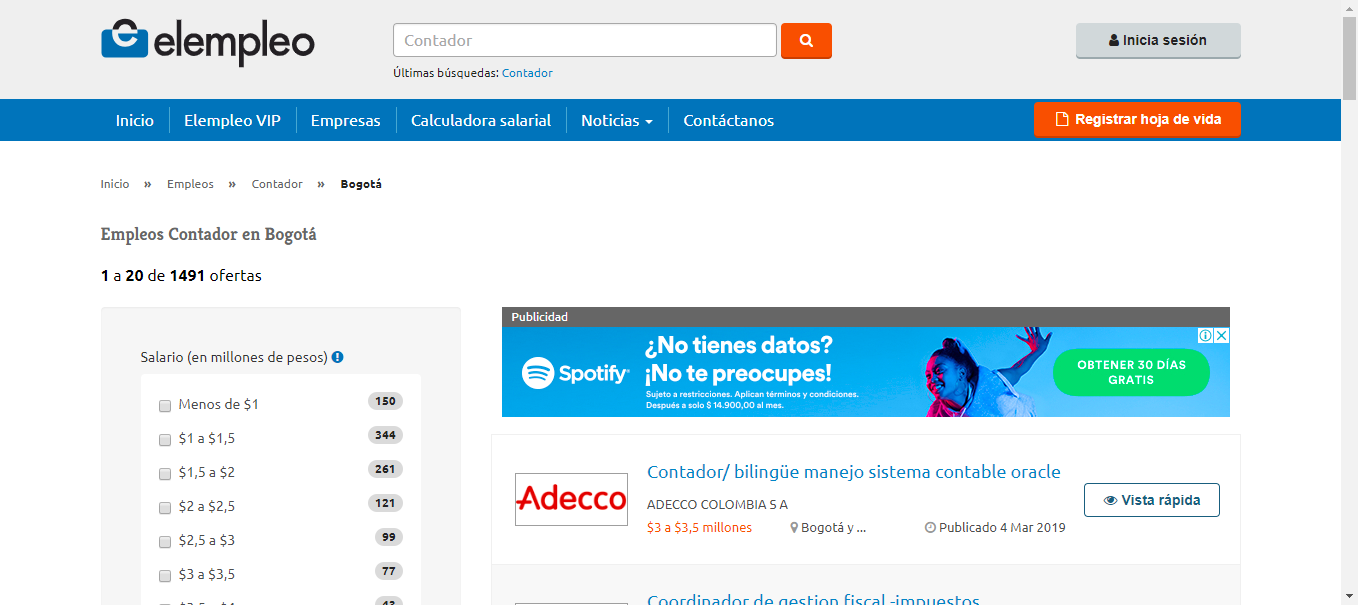 elempleo
Contador
Inicia sesión
Últimas búsquedas: Contador
Inicio Elempleo VIP Empresas Calculadora salarial Noticias Contáctanos
Registrar hoja de vida
Inicio » Empleos » Contador » Bogotá
Empleos Contador en Bogotá
1 a 20 de 1491 ofertas
Salario (en millones de pesos)
Menos de $1 150
$1 a $1,5 344
$1,5 a $2 261
$2 a $2,5 121
$2,5 a $3 99
$3 a $3,5 77
$3,5 a $4 43
Publicidad
Spotify
¿No tienes datos?
¡No te preocupes!
Sujeto a restricciones. Aplican términos y condiciones.
Después a solo $ 14.900,00 al mes.
OBTENER 30 DÍAS
GRATIS
Adecco
Contador/ bilingüe manejo sistema contable oracle
ADECCO COLOMBIA S A
$3 a $3,5 millones Bogotá y ... Publicado 4 Mar 2019
Vista rápida
Coordinador de gestion fiscal -impuestos